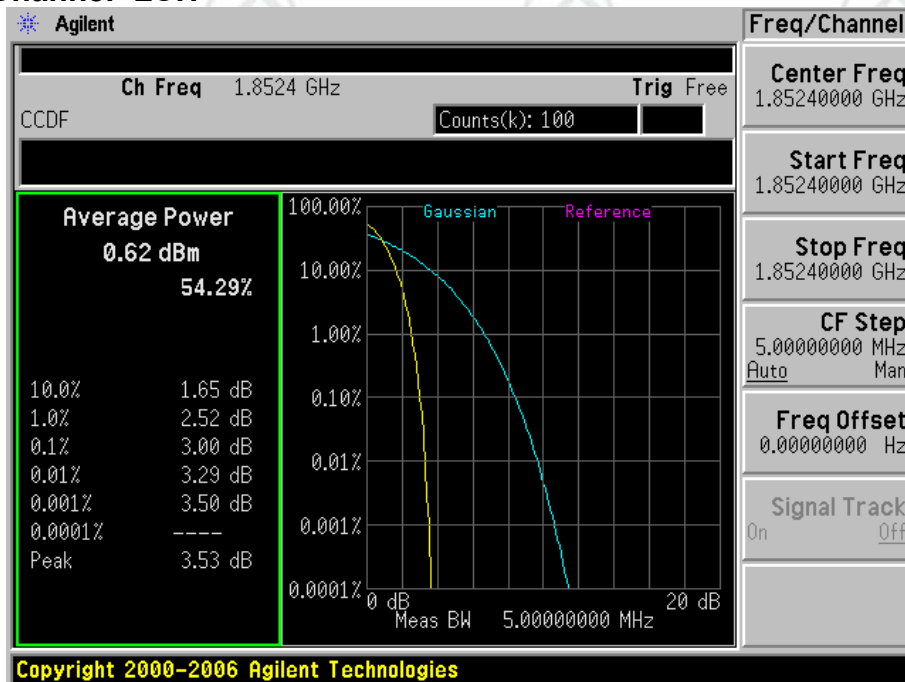 Agilent
Ch Freq 1.8524 GHz Trig Free
CCDF Counts(k): 100
Average Power
0.62 dBm
54.29%
10.0% 1.65 dB
1.0% 2.52 dB
0.1% 3.00 dB
0.01% 3.29 dB
0.001% 3.50 dB
0.0001% ----
Peak 3.53 dB
Gaussian Reference
100.00%
10.00%
1.00%
0.10%
0.01%
0.001%
0.0001%
0 dB 20 dB
Meas BW 5.00000000 MHz
Freq/Channel
Center Freq
1.85240000 GHz
Start Freq
1.85240000 GHz
Stop Freq
1.85240000 GHz
CF Step
5.00000000 MHz
Auto Man
Freq Offset
0.00000000 Hz
Signal Track
On Off
Copyright 2000-2006 Agilent Technologies